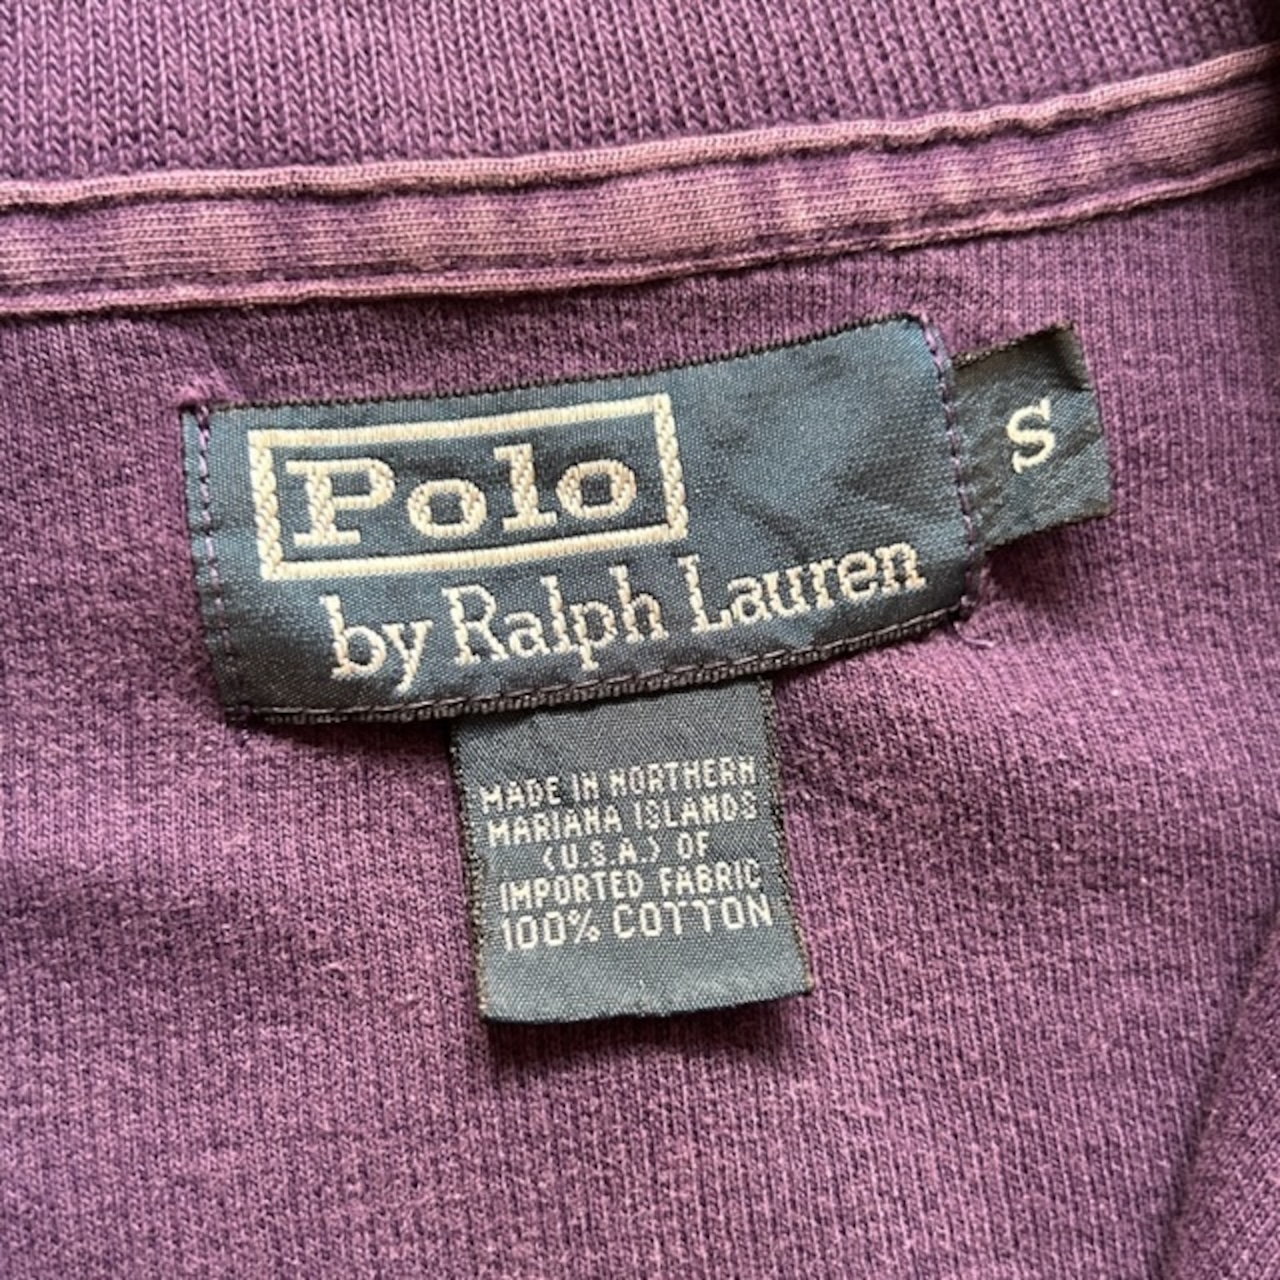 Polo
by Ralph Lauren
S
MADE IN NORTHERN
MARIANA ISLANDS
(U.S.A.) OF
IMPORTED FABRIC
100% COTTON